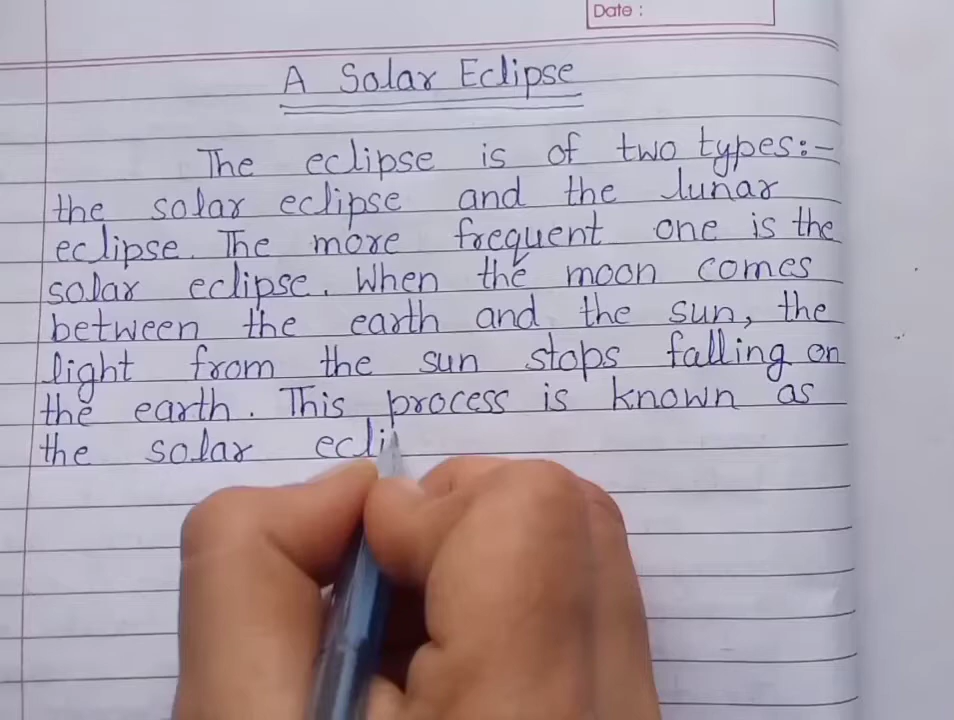 Date :
A Solar Eclipse
The eclipse is of two types:-
the solar eclipse and the lunar
eclipse. The more frequent one is the
solar eclipse. When the moon comes
between the earth and the sun, the
light from the sun stops falling on
the earth. This process is known as
the solar ecli